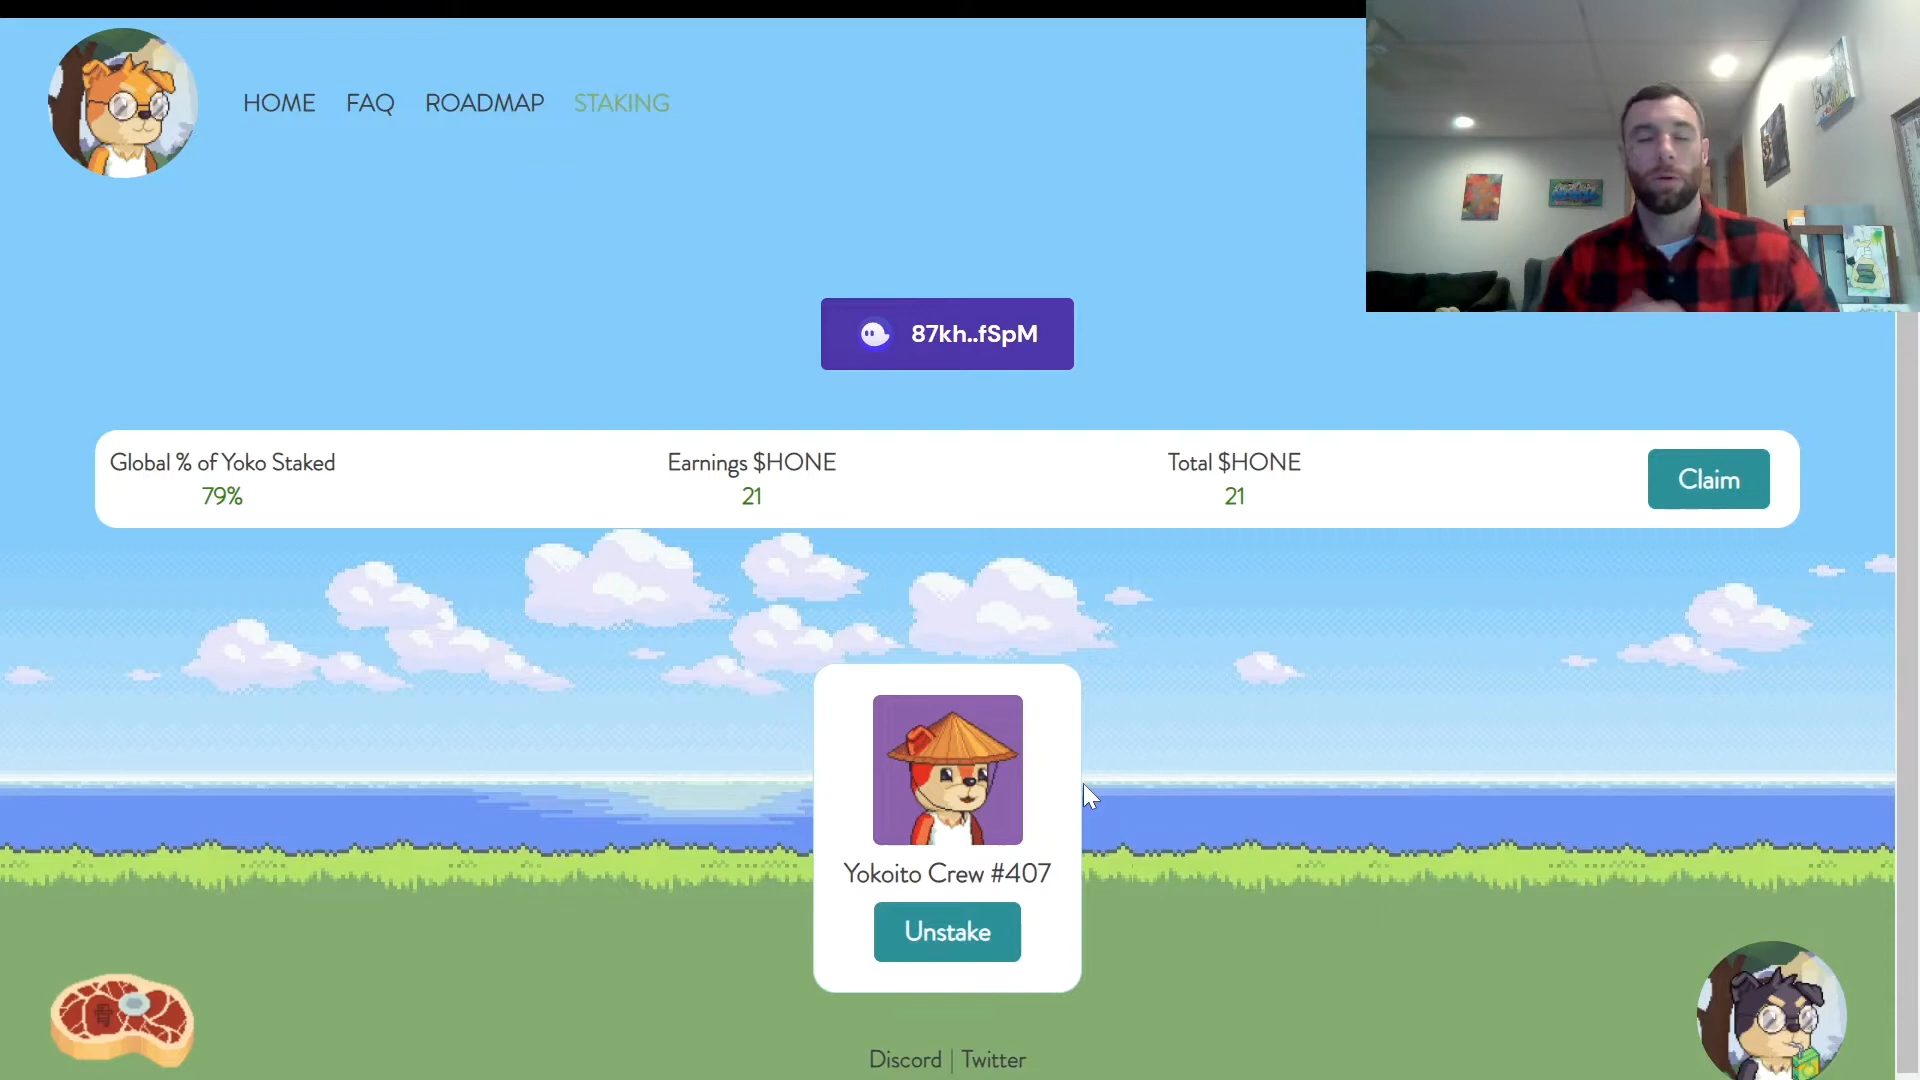 HOME FAQ ROADMAP STAKING
87kh..fSpM
Global % of Yoko Staked
79%
Earnings $HONE
21
Total $HONE
21
Claim
Yokoito Crew #407
Unstake
骨
Discord | Twitter